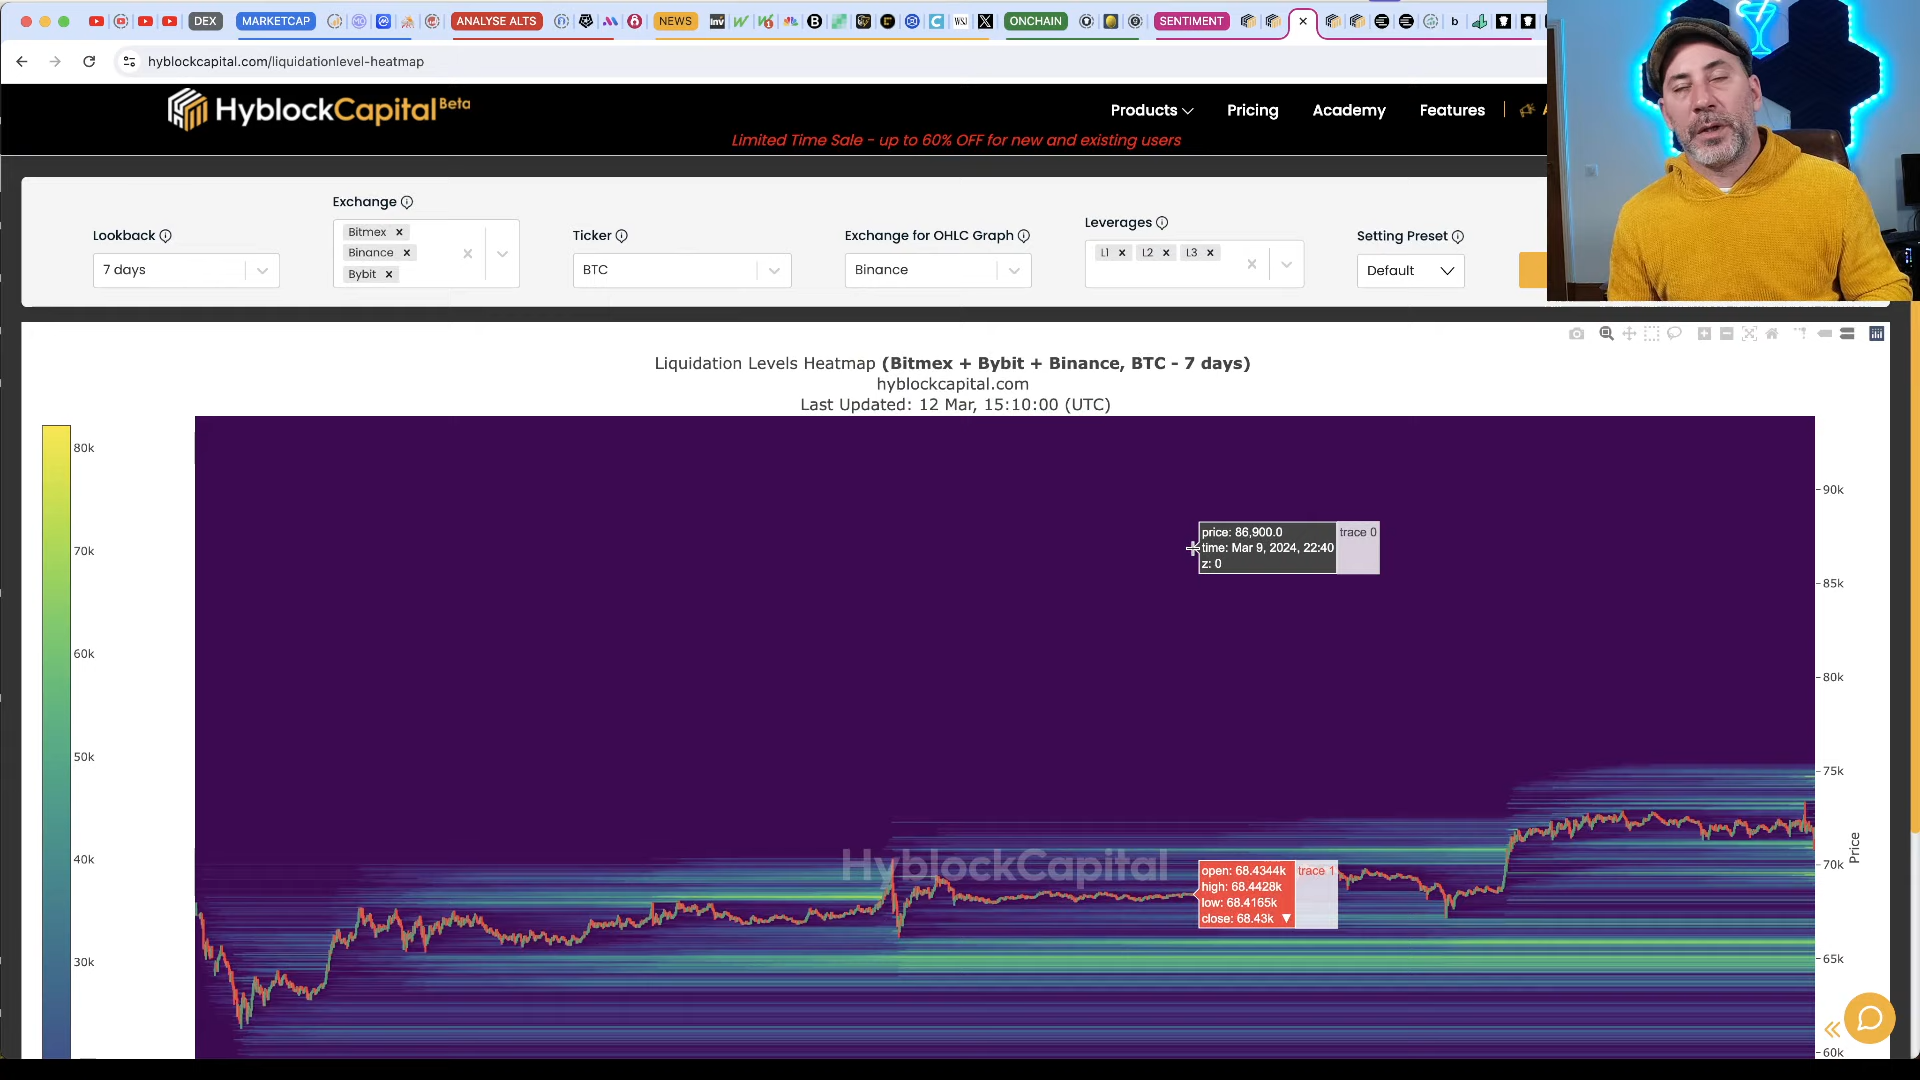 DEX
MARKETCAP
ANALYSE ALTS
NEWS
WSJ
ONCHAIN
SENTIMENT
hyblockcapital.com/liquidationlevel-heatmap
HyblockCapital Beta
Products
Pricing
Academy
Features
Limited Time Sale - up to 60% OFF for new and existing users
Lookback
7 days
Exchange
Bitmex
Binance
Bybit
Ticker
BTC
Exchange for OHLC Graph
Binance
Leverages
L1 L2 L3
Setting Preset
Default
Liquidation Levels Heatmap (Bitmex + Bybit + Binance, BTC - 7 days)
hyblockcapital.com
Last Updated: 12 Mar, 15:10:00 (UTC)
80k
70k
60k
50k
40k
30k
price: 86,900.0
time: Mar 9, 2024, 22:40
z: 0
trace 0
HyblockCapital
open: 68.4344k
high: 68.4428k
low: 68.4165k
close: 68.43k ▼
trace 1
90k
85k
80k
75k
70k
65k
60k
Price